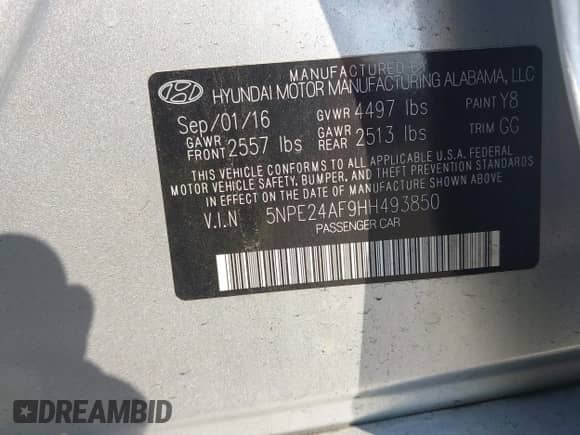 MANUFACTURED BY
HYUNDAI MOTOR MANUFACTURING ALABAMA, LLC
Sep/01/16 GVWR 4497 lbs PAINT Y8
GAWR FRONT 2557 lbs GAWR REAR 2513 lbs TRIM GG
THIS VEHICLE CONFORMS TO ALL APPLICABLE U.S.A. FEDERAL
MOTOR VEHICLE SAFETY, BUMPER, AND THEFT PREVENTION STANDARDS
IN EFFECT ON THE DATE OF MANUFACTURE SHOWN ABOVE.
V.I.N 5NPE24AF9HH493850
PASSENGER CAR
DREAMBID